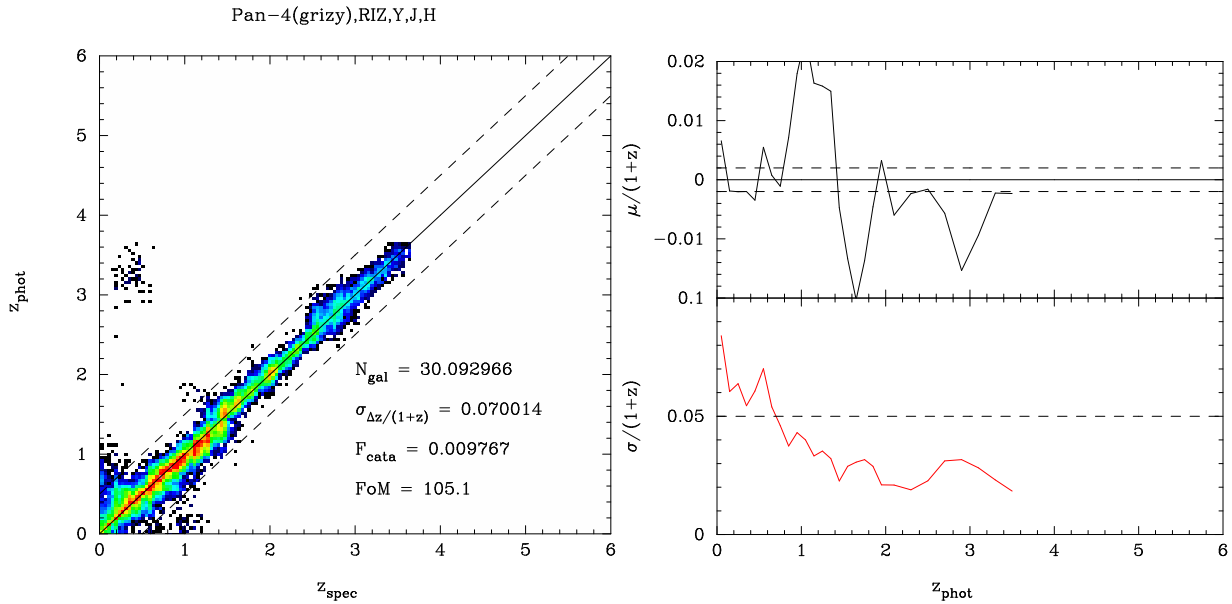 Pan-4(grizy),RIZ,Y,J,H
6
5
4
3
2
1
0
z_phot
0 1 2 3 4 5 6
z_spec
N_gal = 30.092966
σ_Δz/(1+z) = 0.070014
F_cata = 0.009767
FoM = 105.1
0.02
0.01
0
−0.01
μ/(1+z)
0.1
0.05
0
σ/(1+z)
0 1 2 3 4 5 6
z_phot